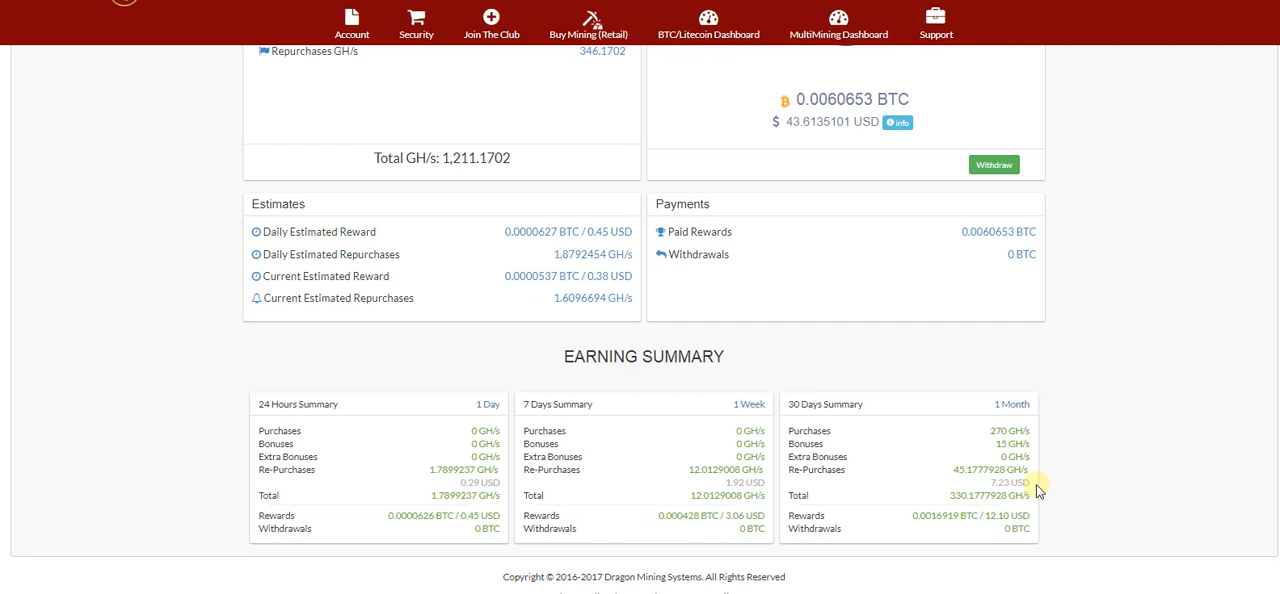 Account Security Join The Club Buy Mining (Retail) BTC/Litecoin Dashboard MultiMining Dashboard Support
Repurchases GH/s 346.1702
Total GH/s: 1,211.1702
0.0060653 BTC
$ 43.6135101 USD info
Withdraw
Estimates
Daily Estimated Reward 0.0000627 BTC / 0.45 USD
Daily Estimated Repurchases 1.8792454 GH/s
Current Estimated Reward 0.0000537 BTC / 0.38 USD
Current Estimated Repurchases 1.6096694 GH/s
Payments
Paid Rewards 0.0060653 BTC
Withdrawals 0 BTC
EARNING SUMMARY
24 Hours Summary 1 Day
Purchases 0 GH/s
Bonuses 0 GH/s
Extra Bonuses 0 GH/s
Re-Purchases 1.7899237 GH/s
0.29 USD
Total 1.7899237 GH/s
Rewards 0.0000626 BTC / 0.45 USD
Withdrawals 0 BTC
7 Days Summary 1 Week
Purchases 0 GH/s
Bonuses 0 GH/s
Extra Bonuses 0 GH/s
Re-Purchases 12.0129008 GH/s
1.92 USD
Total 12.0129008 GH/s
Rewards 0.000428 BTC / 3.06 USD
Withdrawals 0 BTC
30 Days Summary 1 Month
Purchases 270 GH/s
Bonuses 15 GH/s
Extra Bonuses 0 GH/s
Re-Purchases 45.1777928 GH/s
7.23 USD
Total 330.1777928 GH/s
Rewards 0.0016919 BTC / 12.10 USD
Withdrawals 0 BTC
Copyright © 2016-2017 Dragon Mining Systems. All Rights Reserved